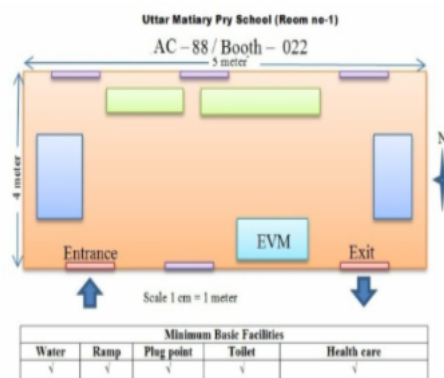 Uttar Matiary Pry School (Room no-1)
AC – 88 / Booth – 022
5 meter
4 meter
N
EVM
Entrance
Exit
Scale 1 cm = 1 meter
Minimum Basic Facilities
Water Ramp Plug point Toilet Health care
√ √ √ √ √